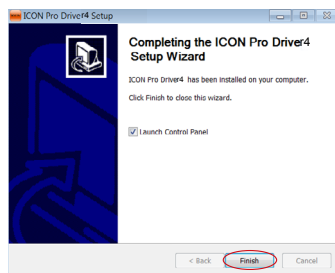 ICON Pro Driver4 Setup
Completing the ICON Pro Driver4
Setup Wizard
ICON Pro Driver4 has been installed on your computer.
Click Finish to close this wizard.
Launch Control Panel
< Back
Finish
Cancel